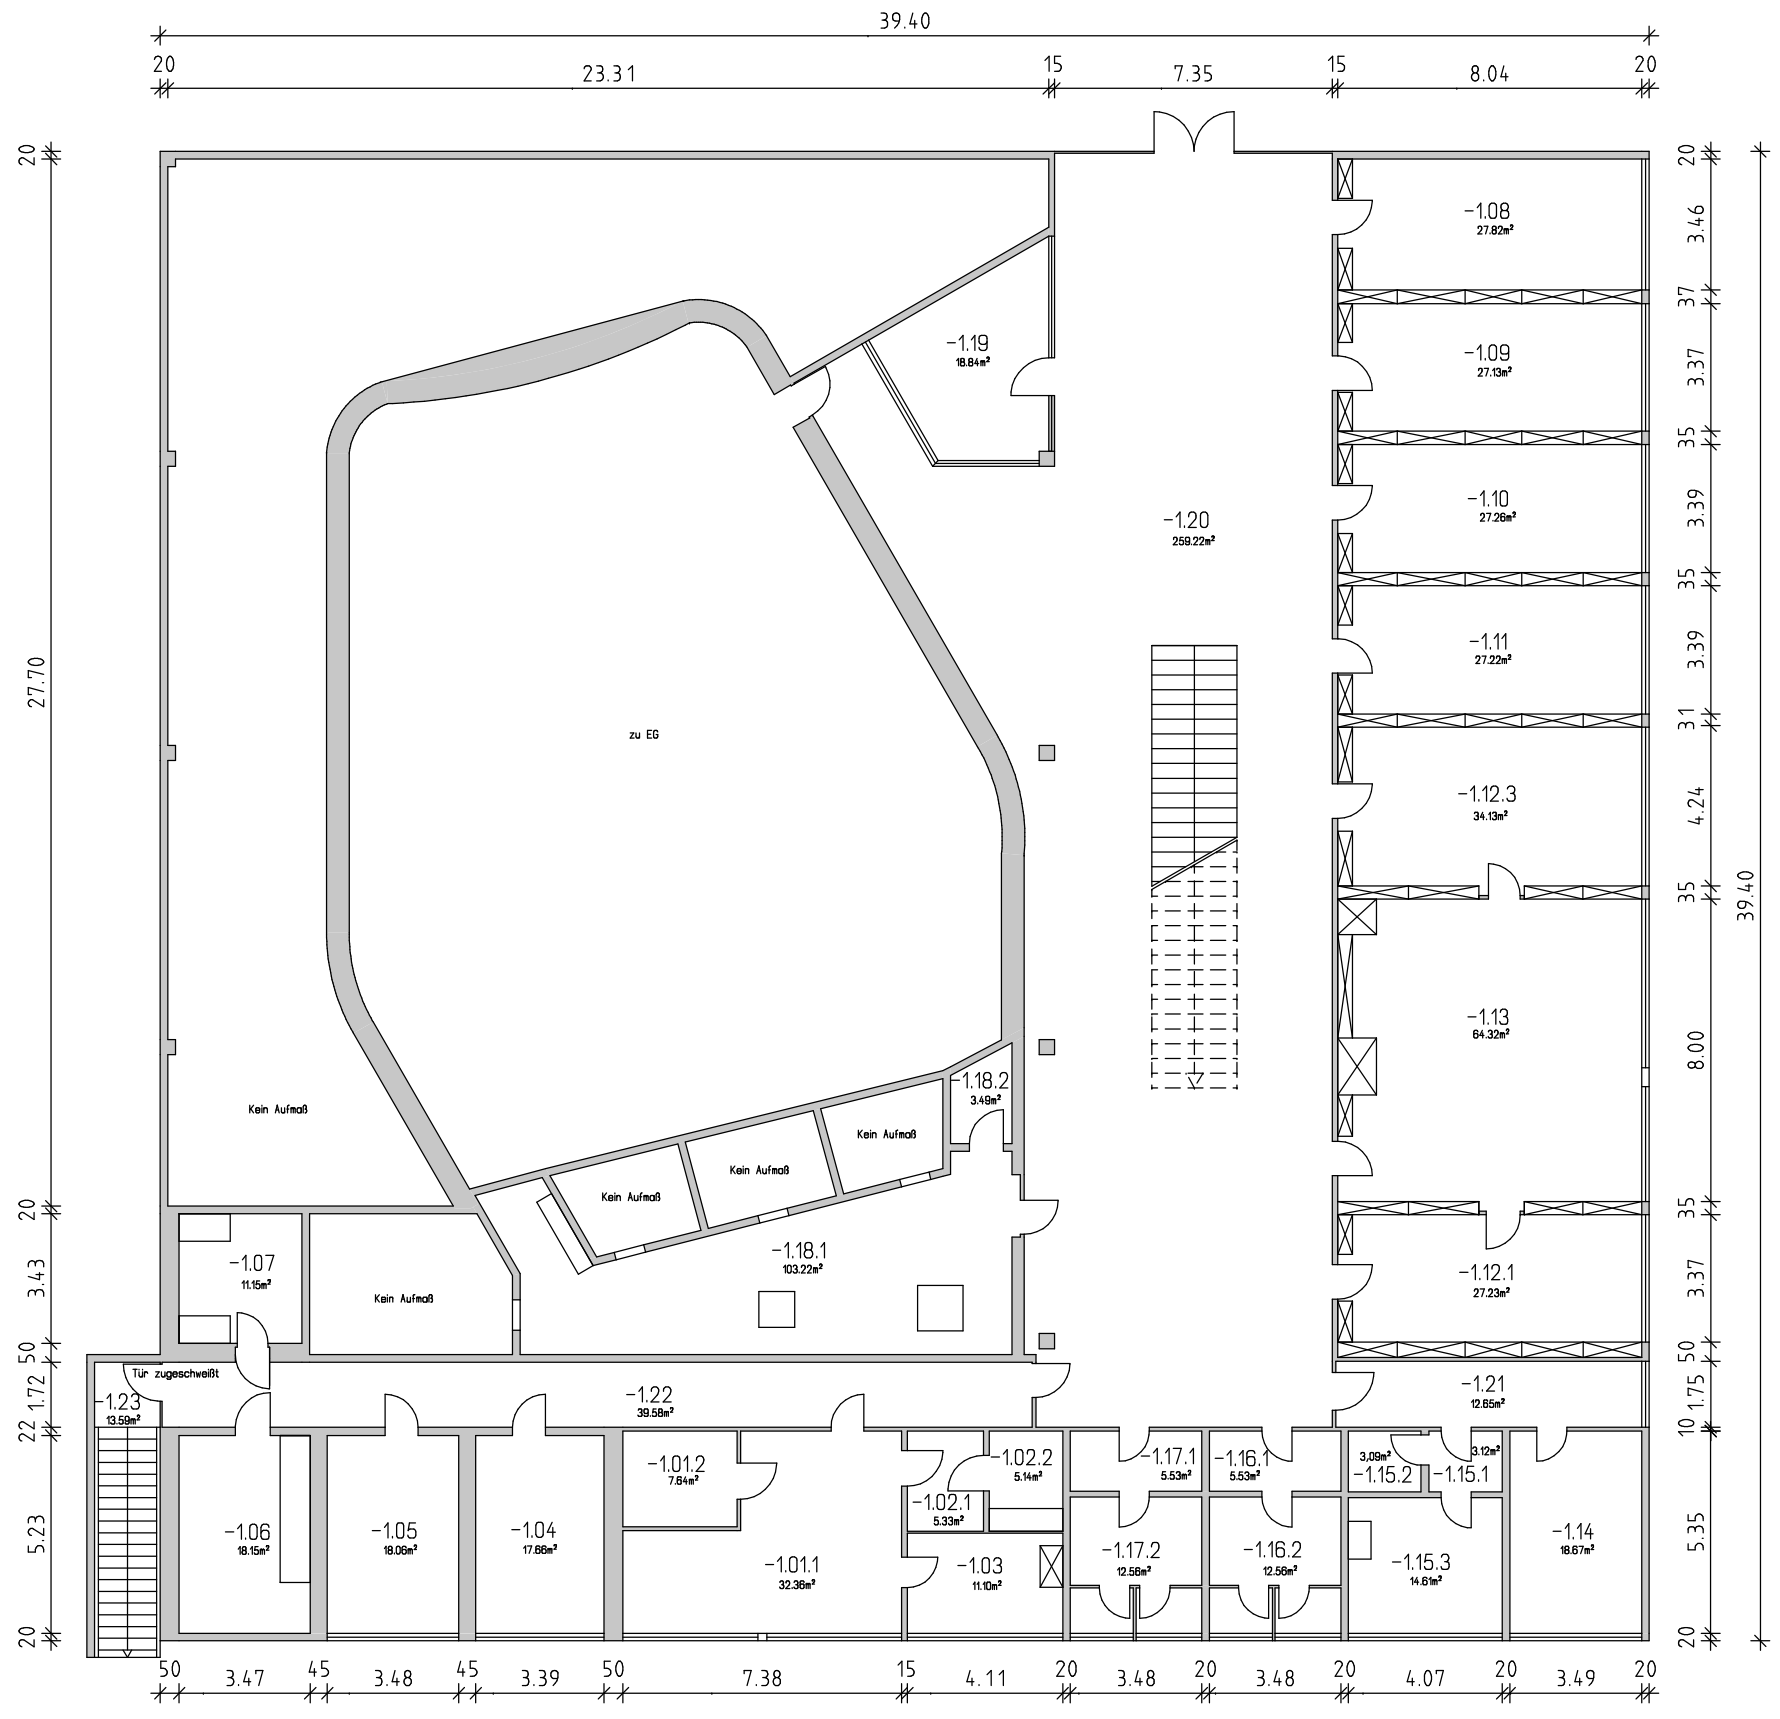 39.40
20 15 15 20
23.31 7.35 8.04
20 20
-1.08
27.82m²
3.46
37
-1.19
18.84m²
-1.09
27.13m²
3.37
35
-1.10
27.26m²
3.39
-1.20
259.22m²
35
-1.11
27.22m²
3.39
27.70
31
zu EG
-1.12.3
34.13m²
4.24
35
39.40
-1.13
64.32m²
8.00
-1.18.2
3.49m²
Kein Aufmaß
Kein Aufmaß
Kein Aufmaß
Kein Aufmaß
20 35
-1.07
11.15m²
-1.18.1
103.22m²
3.43
Kein Aufmaß
-1.12.1
27.23m²
3.37
50 50
Tür zugeschweißt
-1.23
13.59m²
1.72
-1.22
39.58m²
-1.21
12.65m²
1.75
22 10
-1.01.2
7.64m²
-1.02.2
5.14m²
-1.17.1
5.53m²
-1.16.1
5.53m²
3,09m²
-1.15.2
3.12m²
-1.15.1
-1.02.1
5.33m²
5.23
-1.06
18.15m²
-1.05
18.06m²
-1.04
17.66m²
-1.01.1
32.36m²
-1.03
11.10m²
-1.17.2
12.56m²
-1.16.2
12.56m²
-1.15.3
14.61m²
-1.14
18.67m²
5.35
20 20
50 45 45 50 15 20 20 20 20 20
3.47 3.48 3.39 7.38 4.11 3.48 3.48 4.07 3.49